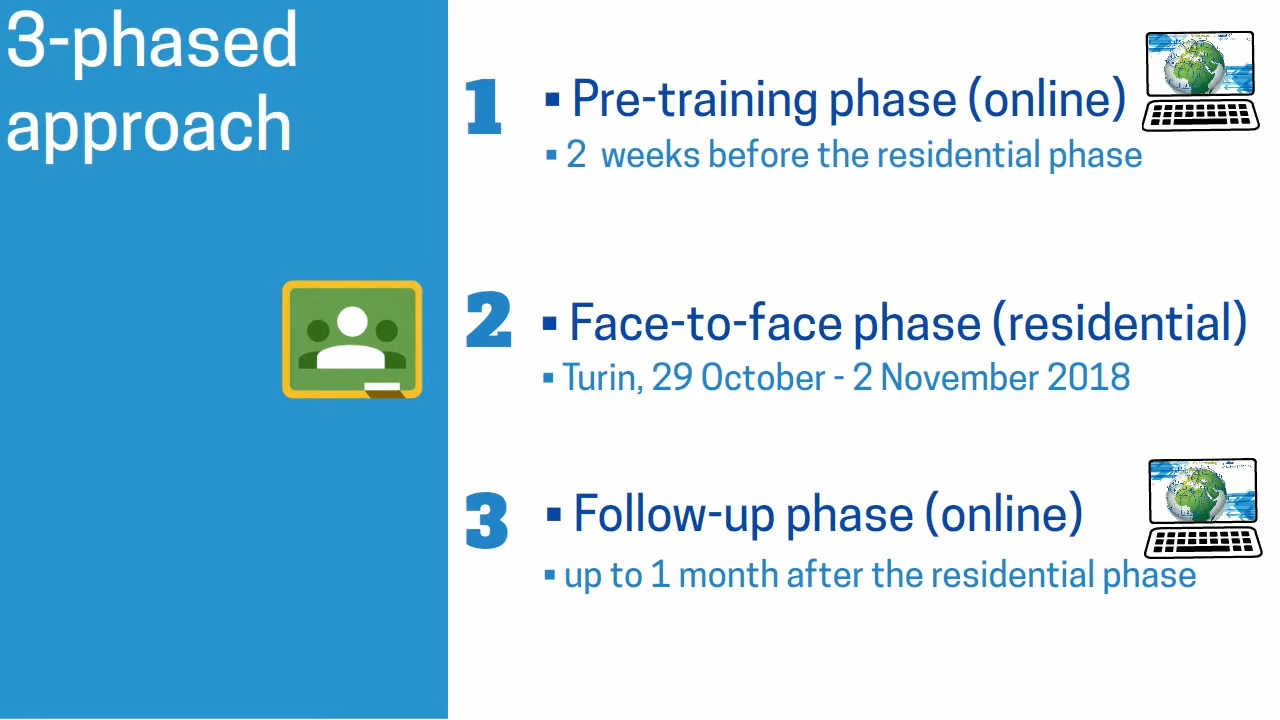 3-phased
approach
1
▪ Pre-training phase (online)
▪ 2 weeks before the residential phase
2
▪ Face-to-face phase (residential)
▪ Turin, 29 October - 2 November 2018
3
▪ Follow-up phase (online)
▪ up to 1 month after the residential phase